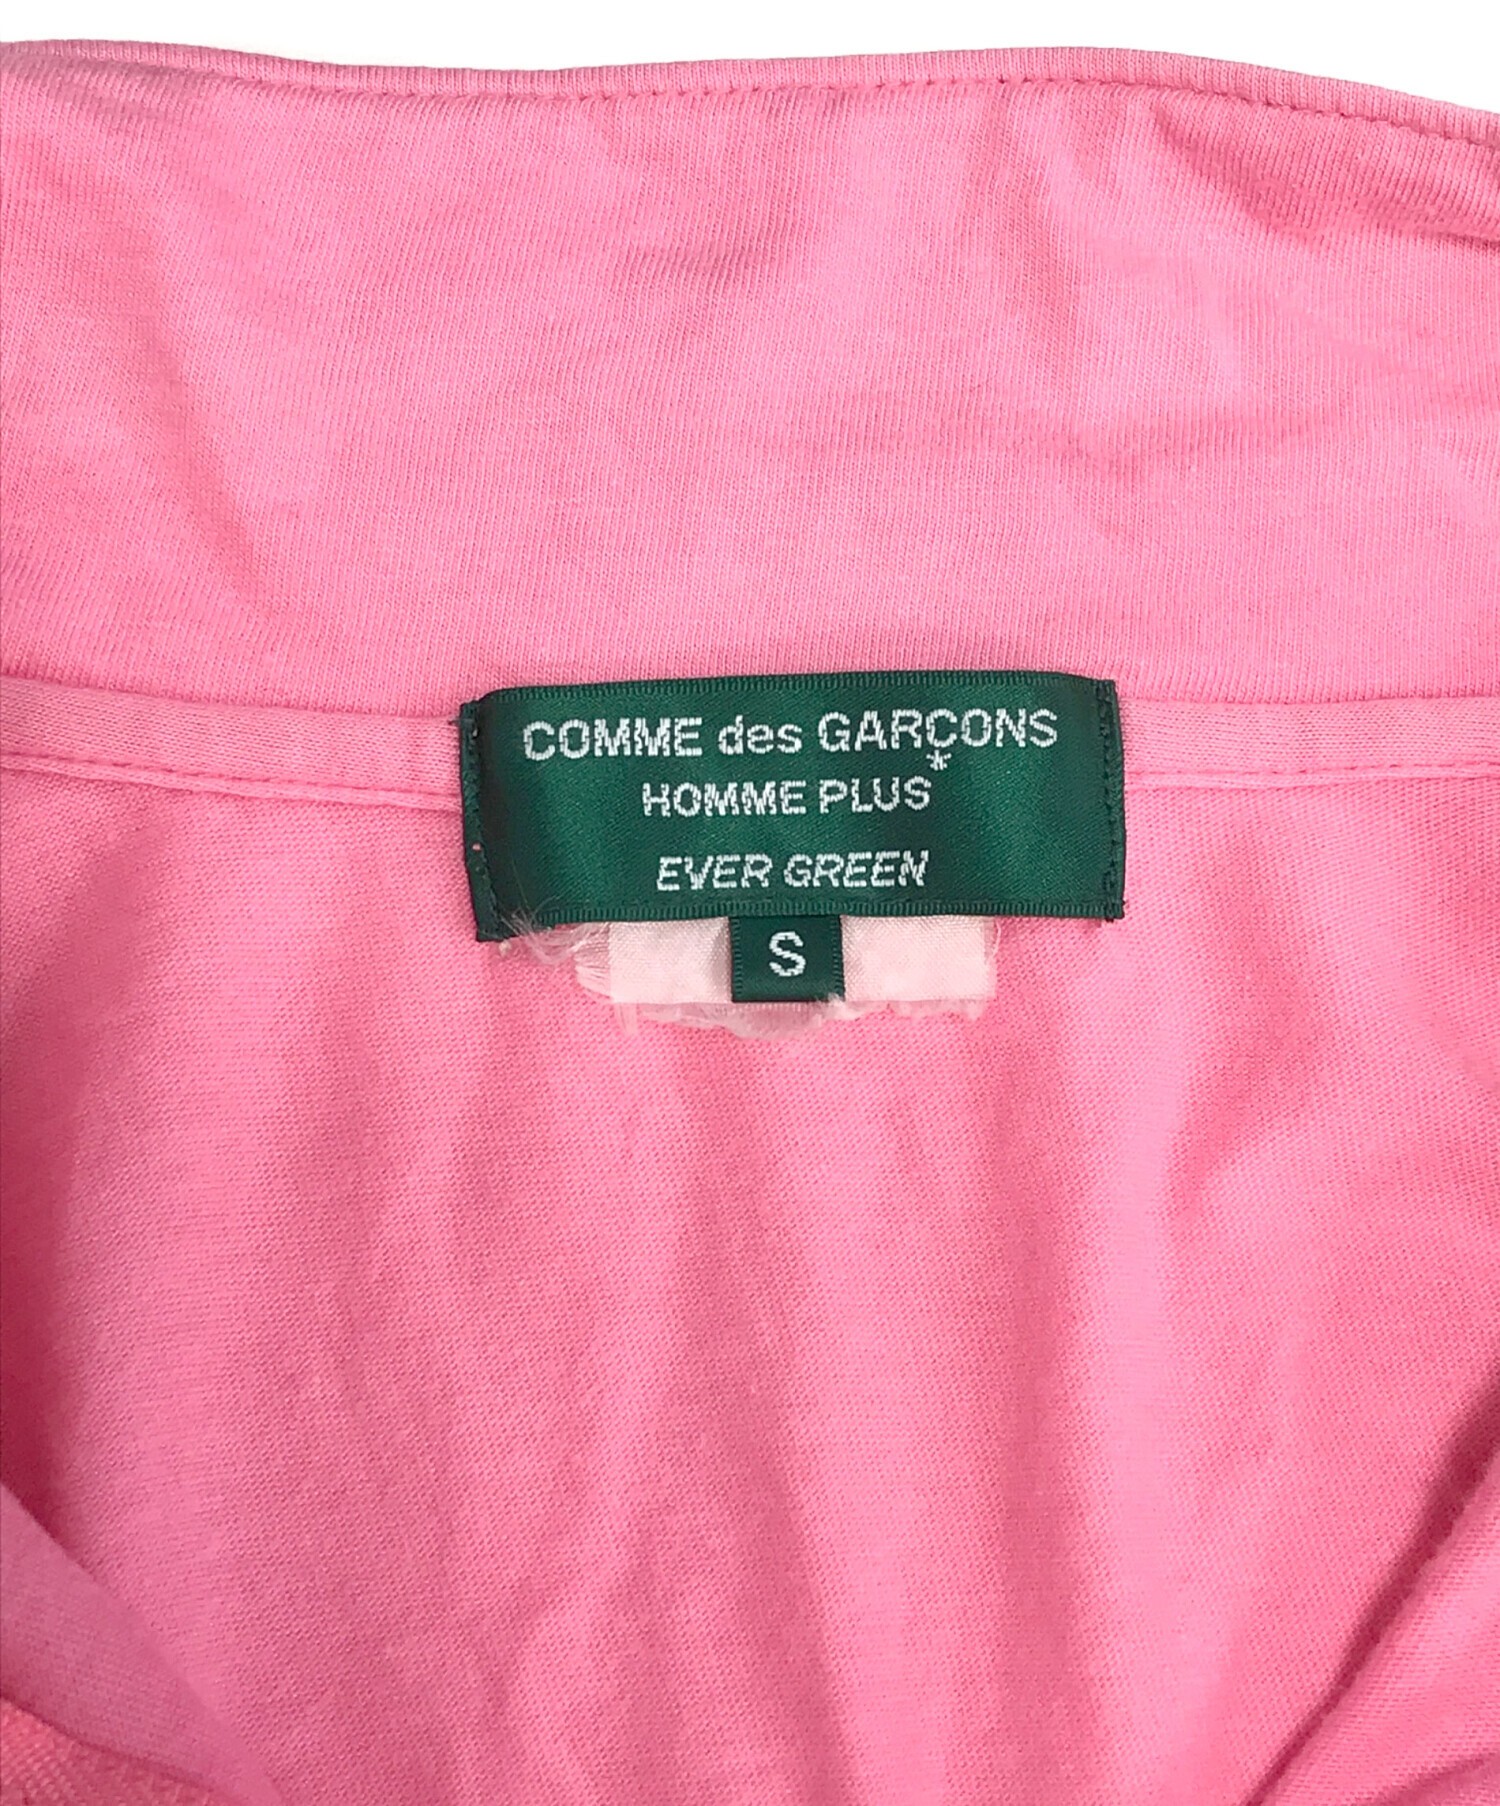 COMME des GARÇONS
HOMME PLUS*
EVER GREEN
S